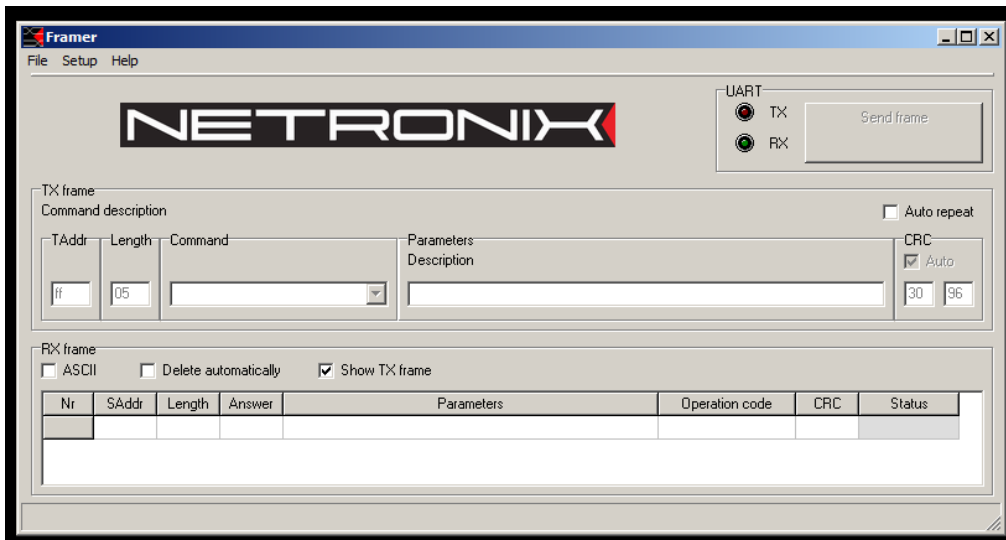 Framer
File Setup Help
NETRONIX
UART
TX
RX
Send frame
TX frame
Command description
Auto repeat
TAddr Length Command Parameters CRC
Description
Auto
ff 05 30 96
RX frame
ASCII Delete automatically Show TX frame
Nr SAddr Length Answer Parameters Operation code CRC Status